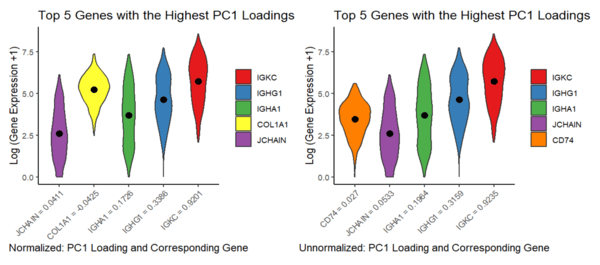 Top 5 Genes with the Highest PC1 Loadings
Log (Gene Expression +1)
7.5
5.0
2.5
0.0
JCHAIN = 0.0411
COL1A1 = -0.0425
IGHA1 = 0.1726
IGHG1 = 0.3386
IGKC = 0.9201
IGKC
IGHG1
IGHA1
COL1A1
JCHAIN
Normalized: PC1 Loading and Corresponding Gene
Top 5 Genes with the Highest PC1 Loadings
Log (Gene Expression +1)
7.5
5.0
2.5
0.0
CD74 = 0.027
JCHAIN = 0.0533
IGHA1 = 0.1964
IGHG1 = 0.3159
IGKC = 0.9235
IGKC
IGHG1
IGHA1
JCHAIN
CD74
Unnormalized: PC1 Loading and Corresponding Gene